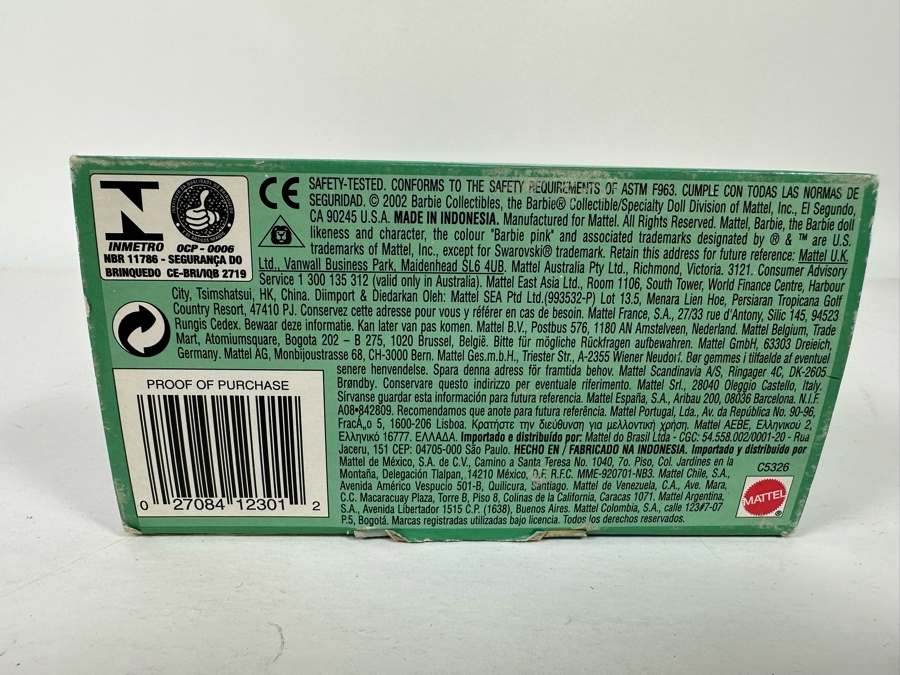 INMETRO
OCP - 0006
NBR 11786 - SEGURANÇA DO
BRINQUEDO CE-BRI/IQB 2719
CE SAFETY-TESTED. CONFORMS TO THE SAFETY REQUIREMENTS OF ASTM F963. CUMPLE CON TODAS LAS NORMAS DE
SEGURIDAD. © 2002 Barbie Collectibles, the Barbie® Collectible/Specialty Doll Division of Mattel, Inc., El Segundo,
CA 90245 U.S.A. MADE IN INDONESIA. Manufactured for Mattel. All Rights Reserved. Mattel, Barbie, the Barbie doll
likeness and character, the colour "Barbie pink" and associated trademarks designated by ® & ™ are U.S.
trademarks of Mattel, Inc., except for Swarovski® trademark. Retain this address for future reference: Mattel U.K.
Ltd., Vanwall Business Park, Maidenhead SL6 4UB. Mattel Australia Pty Ltd., Richmond, Victoria. 3121. Consumer Advisory
Service 1 300 135 312 (valid only in Australia). Mattel East Asia Ltd., Room 1106, South Tower, World Finance Centre, Harbour
City, Tsimshatsui, HK, China. Diimport & Diedarkan Oleh: Mattel SEA Ptd Ltd.(993532-P) Lot 13.5, Menara Lien Hoe, Persiaran Tropicana Golf
Country Resort, 47410 PJ. Conservez cette adresse pour vous y référer en cas de besoin. Mattel France, S.A., 27/33 rue d'Antony, Silic 145, 94523
Rungis Cedex. Bewaar deze informatie. Kan later van pas komen. Mattel B.V., Postbus 576, 1180 AN Amstelveen, Nederland. Mattel Belgium, Trade
Mart, Atomiumsquare, Bogota 202 – B 275, 1020 Brussel, België. Bitte für mögliche Rückfragen aufbewahren. Mattel GmbH, 63303 Dreieich,
Germany. Mattel AG, Monbijoustrasse 68, CH-3000 Bern. Mattel Ges.m.b.H., Triester Str., A-2355 Wiener Neudorf. Bør gemmes i tilfælde af eventuel
senere henvendelse. Spara denna adress för framtida behov. Mattel Scandinavia A/S, Ringager 4C, DK-2605
Brøndby. Conservare questo indirizzo per eventuale riferimento. Mattel Srl., 28040 Oleggio Castello, Italy.
Sírvanse guardar esta información para futura referencia. Mattel España, S.A., Aribau 200, 08036 Barcelona. N.I.F.
A08•842809. Recomendamos que anote para futura referência. Mattel Portugal, Lda., Av. da República No. 90-96,
FracÁ„o 5, 1600-206 Lisboa. Κρατήστε την διεύθυνση για μελλοντική χρήση. Mattel AEBE, Ελληνικού 2,
Ελληνικό 16777. ΕΛΛΑΔΑ. Importado e distribuído por: Mattel do Brasil Ltda - CGC: 54.558.002/0001-20 - Rua
Jaceru, 151 CEP: 04705-000 São Paulo. HECHO EN / FABRICADO NA INDONESIA. Importado y distribuido por
Mattel de México, S.A. de C.V., Camino a Santa Teresa No. 1040, 7o. Piso, Col. Jardines en la
Montaña, Delegación Tlalpan, 14210 México, D.F. R.F.C. MME-920701-NB3. Mattel Chile, S.A.,
Avenida Américo Vespucio 501-B, Quilicura, Santiago. Mattel de Venezuela, C.A., Ave. Mara,
C.C. Macaracuay Plaza, Torre B, Piso 8, Colinas de la California, Caracas 1071. Mattel Argentina,
S.A., Avenida Libertador 1515 C.P. (1638), Buenos Aires. Mattel Colombia, S.A., calle 123#7-07
P.5, Bogotá. Marcas registradas utilizadas bajo licencia. Todos los derechos reservados.
PROOF OF PURCHASE
0 27084 12301 2
C5326
MATTEL